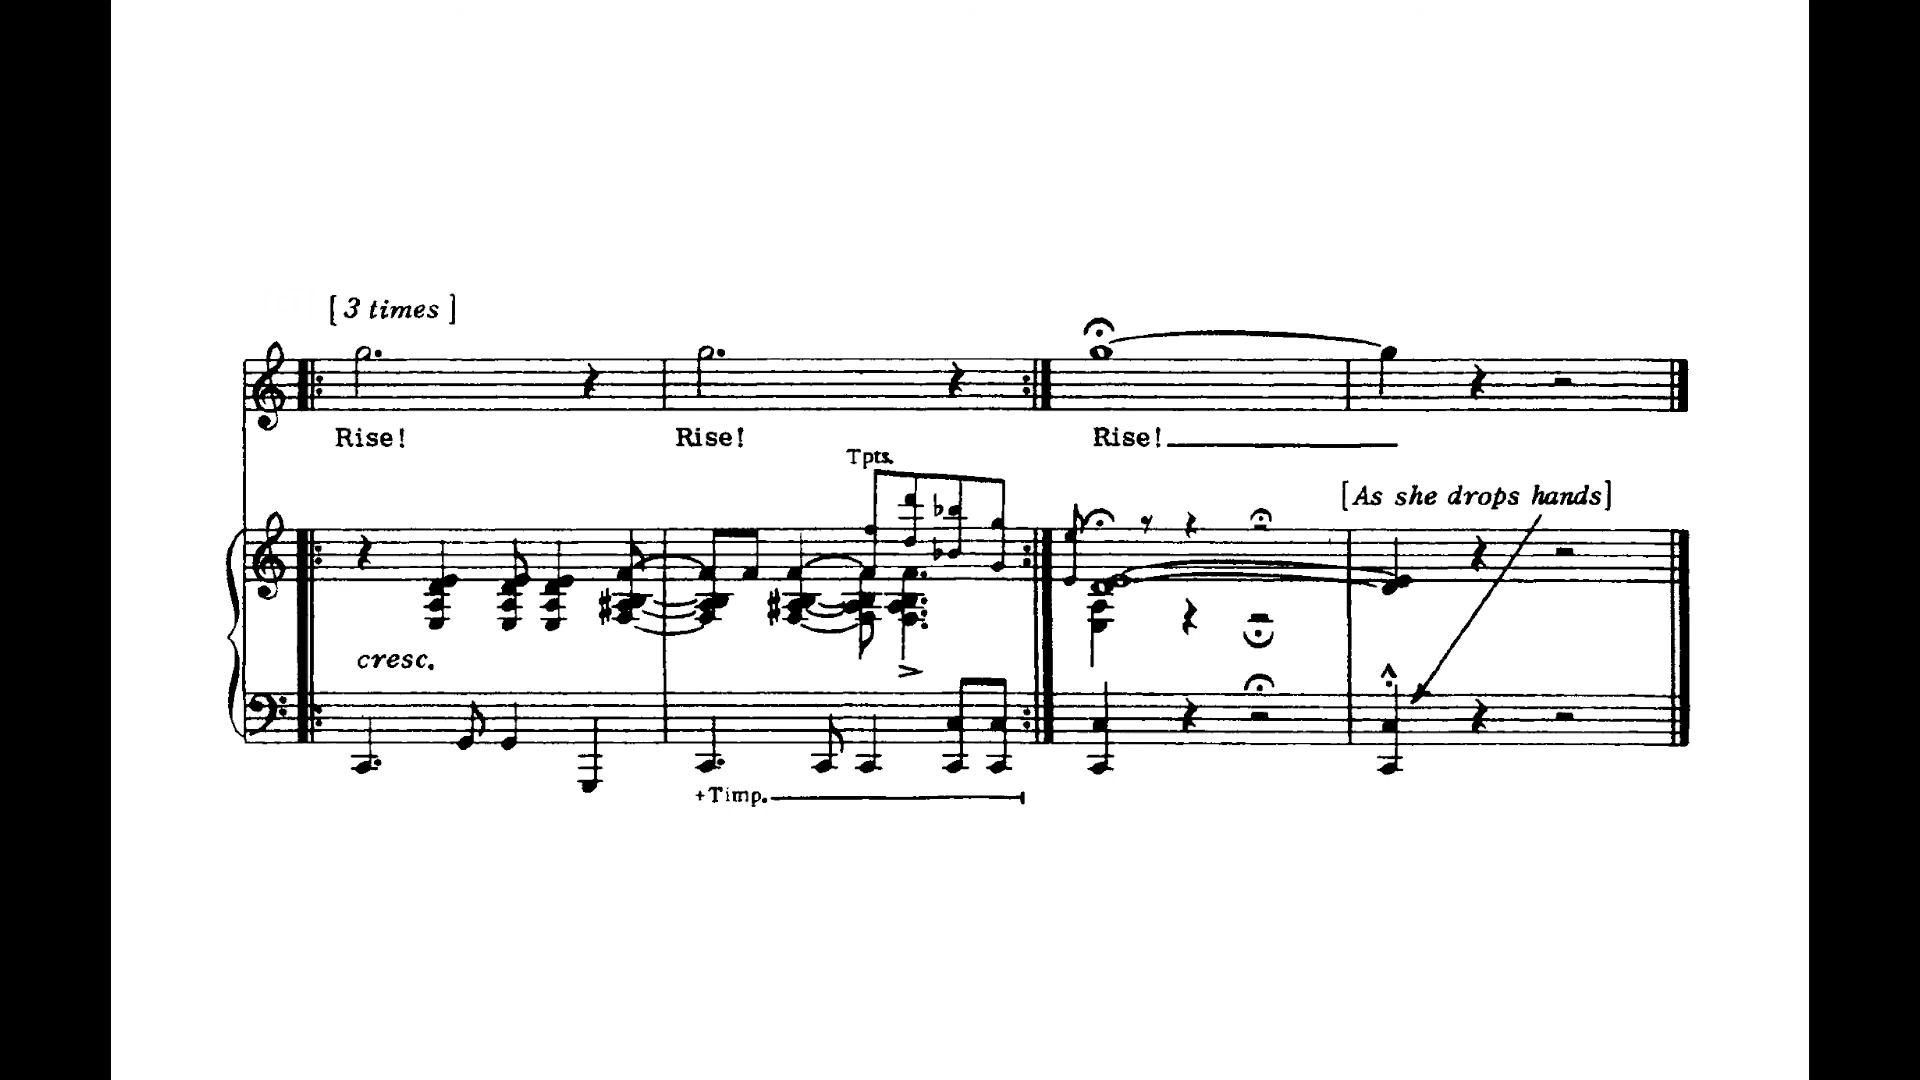 [3 times]
Rise! Rise! Rise!
Tpts.
[As she drops hands]
cresc.
+Timp.